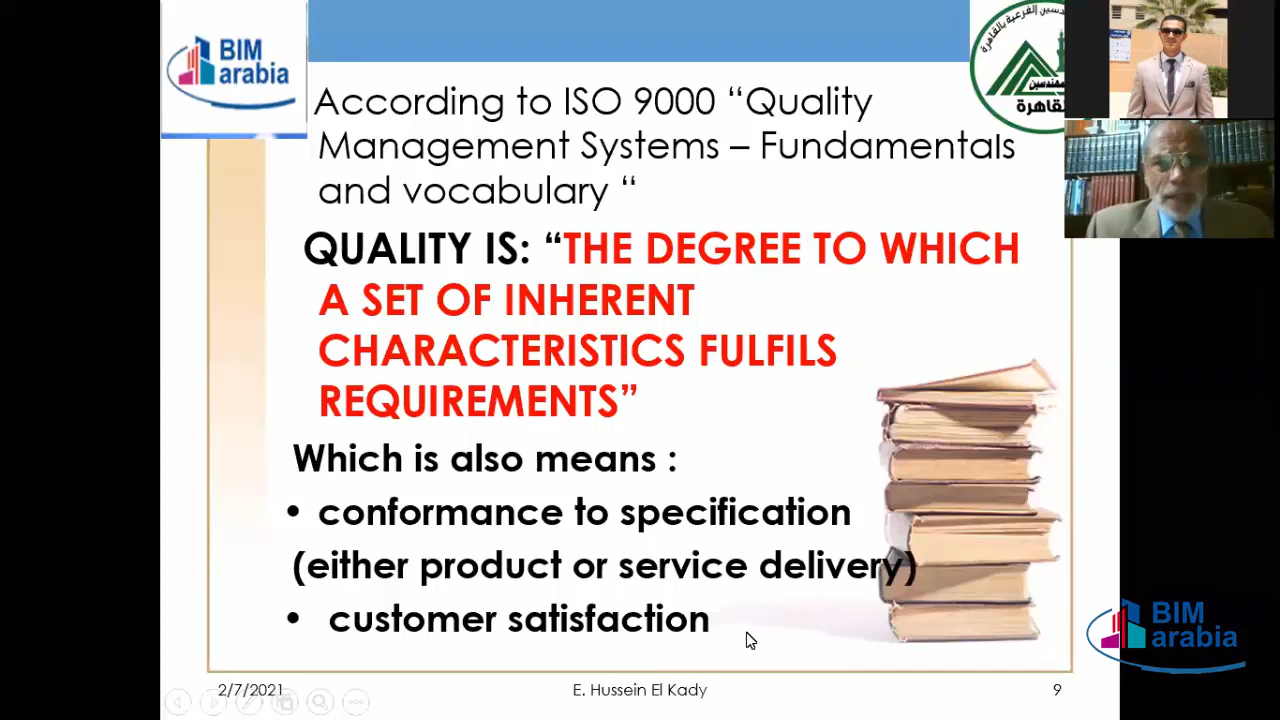 BIM
arabia
According to ISO 9000 “Quality
Management Systems – Fundamentals
and vocabulary “
QUALITY IS: “THE DEGREE TO WHICH
A SET OF INHERENT
CHARACTERISTICS FULFILS
REQUIREMENTS”
Which is also means :
• conformance to specification
(either product or service delivery)
• customer satisfaction
2/7/2021
E. Hussein El Kady
9
BIM
arabia